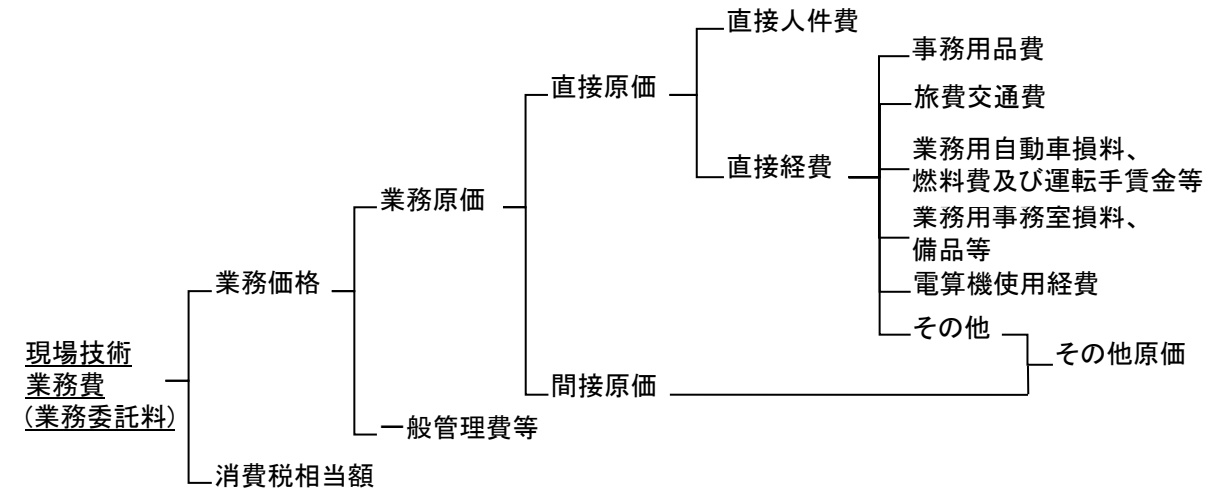 直接人件費
事務用品費
直接原価
旅費交通費
業務用自動車損料、
燃料費及び運転手賃金等
直接経費
業務原価
業務用事務室損料、
備品等
業務価格
電算機使用経費
その他
現場技術
業務費
(業務委託料)
その他原価
間接原価
一般管理費等
消費税相当額